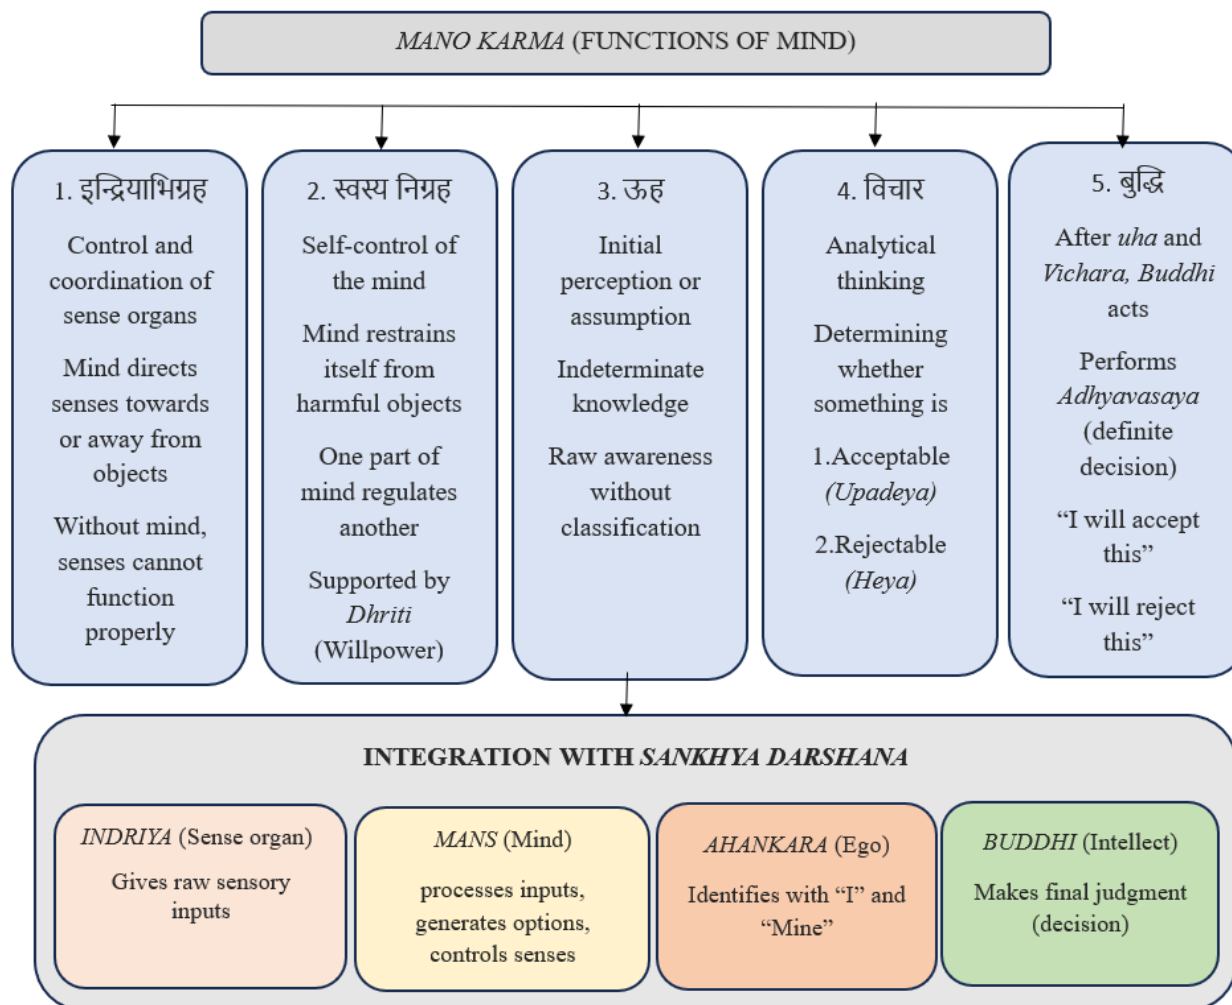 MANO KARMA (FUNCTIONS OF MIND)
1. इन्द्रियाभिग्रह
Control and
coordination of
sense organs
Mind directs
senses towards
or away from
objects
Without mind,
senses cannot
function
properly
2. स्वस्य निग्रह
Self-control of
the mind
Mind restrains
itself from
harmful objects
One part of
mind regulates
another
Supported by
Dhriti
(Willpower)
3. ऊह
Initial
perception or
assumption
Indeterminate
knowledge
Raw awareness
without
classification
4. विचार
Analytical
thinking
Determining
whether
something is
1.Acceptable
(Upadeya)
2.Rejectable
(Heya)
5. बुद्धि
After uha and
Vichara, Buddhi
acts
Performs
Adhyavasaya
(definite
decision)
“I will accept
this”
“I will reject
this”
INTEGRATION WITH SANKHYA DARSHANA
INDRIYA (Sense organ)
Gives raw sensory
inputs
MANS (Mind)
processes inputs,
generates options,
controls senses
AHANKARA (Ego)
Identifies with “I” and
“Mine”
BUDDHI (Intellect)
Makes final judgment
(decision)